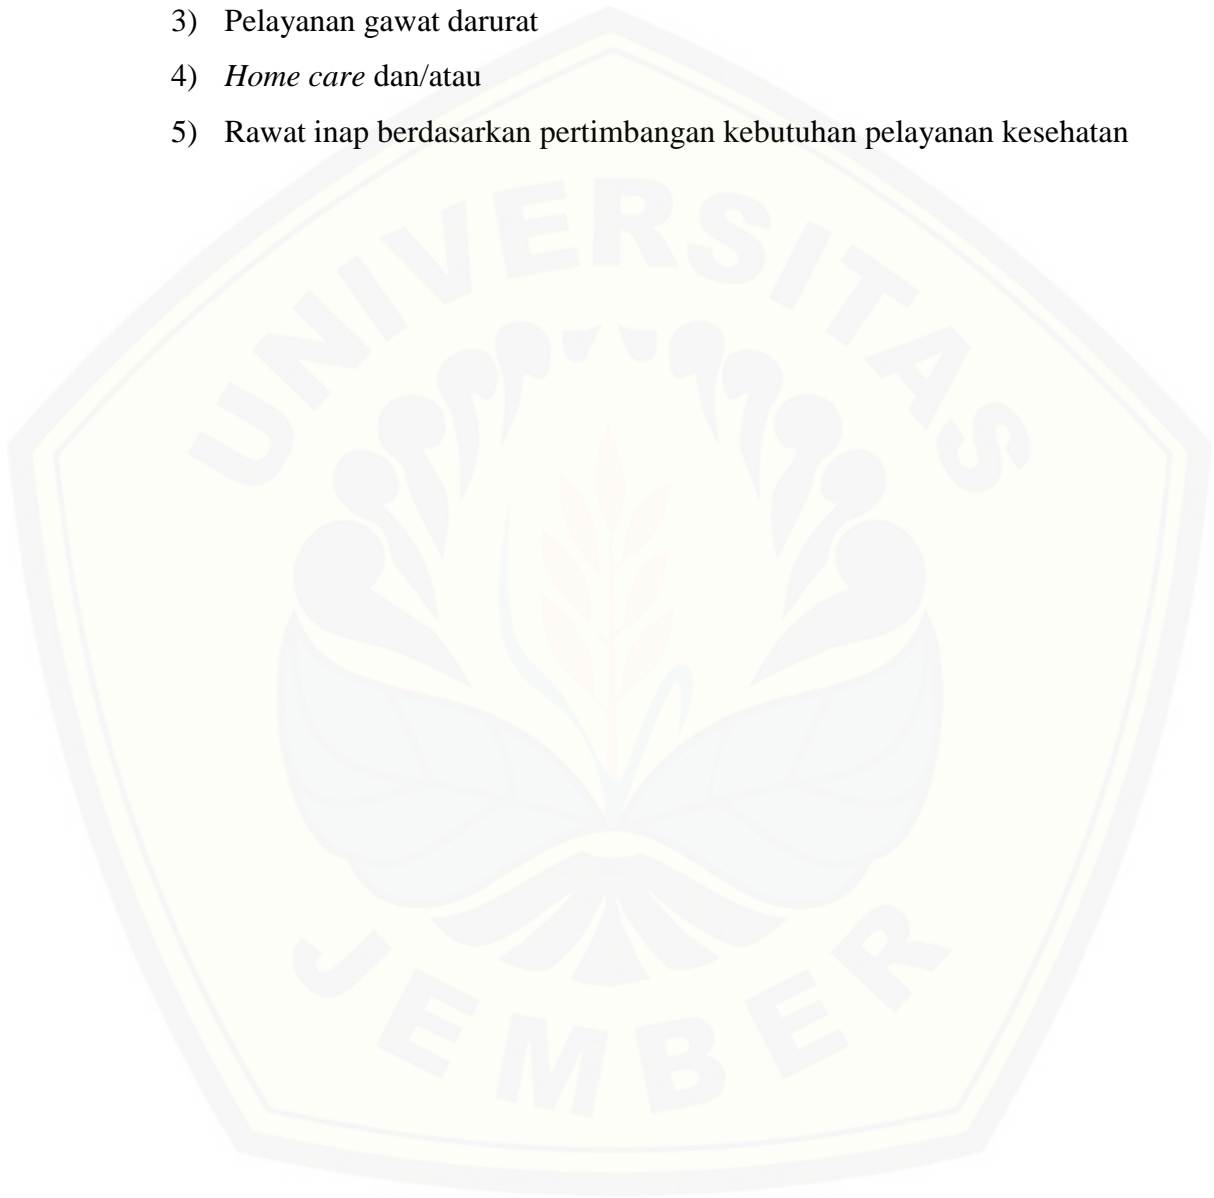 3) Pelayanan gawat darurat
4) Home care dan/atau
5) Rawat inap berdasarkan pertimbangan kebutuhan pelayanan kesehatan
UNIVERSITAS
JEMBER